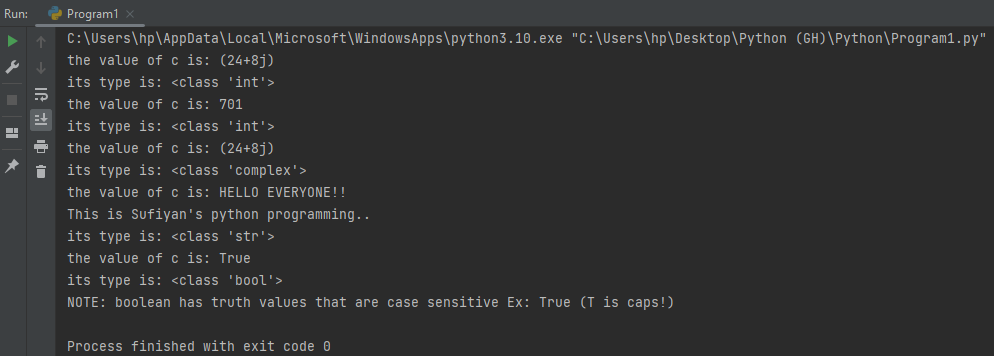 Run:
Program1
C:\Users\hp\AppData\Local\Microsoft\WindowsApps\python3.10.exe "C:\Users\hp\Desktop\Python (GH)\Python\Program1.py"
the value of c is: (24+8j)
its type is: <class 'int'>
the value of c is: 701
its type is: <class 'int'>
the value of c is: (24+8j)
its type is: <class 'complex'>
the value of c is: HELLO EVERYONE!!
This is Sufiyan's python programming..
its type is: <class 'str'>
the value of c is: True
its type is: <class 'bool'>
NOTE: boolean has truth values that are case sensitive Ex: True (T is caps!)
Process finished with exit code 0